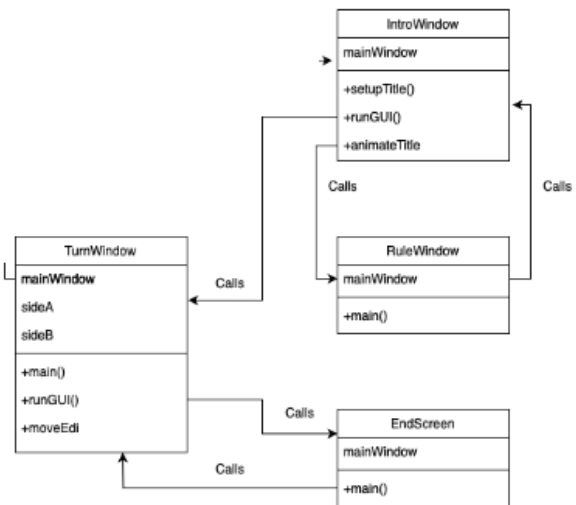 IntroWindow
mainWindow
+setupTitle()
+runGUI()
+animateTitle
Calls
Calls
RuleWindow
mainWindow
+main()
TurnWindow
mainWindow
sideA
sideB
+main()
+runGUI()
+moveEdi
Calls
Calls
EndScreen
mainWindow
+main()
Calls